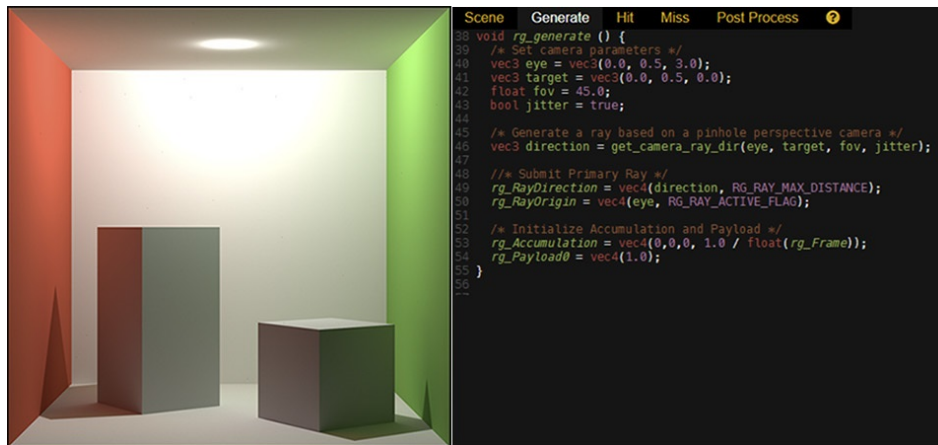 Scene Generate Hit Miss Post Process ?
38 void rg_generate () {
39 /* Set camera parameters */
40 vec3 eye = vec3(0.0, 0.5, 3.0);
41 vec3 target = vec3(0.0, 0.5, 0.0);
42 float fov = 45.0;
43 bool jitter = true;
44
45 /* Generate a ray based on a pinhole perspective camera */
46 vec3 direction = get_camera_ray_dir(eye, target, fov, jitter);
47
48 //* Submit Primary Ray */
49 rg_RayDirection = vec4(direction, RG_RAY_MAX_DISTANCE);
50 rg_RayOrigin = vec4(eye, RG_RAY_ACTIVE_FLAG);
51
52 /* Initialize Accumulation and Payload */
53 rg_Accumulation = vec4(0,0,0, 1.0 / float(rg_Frame));
54 rg_Payload0 = vec4(1.0);
55 }
56